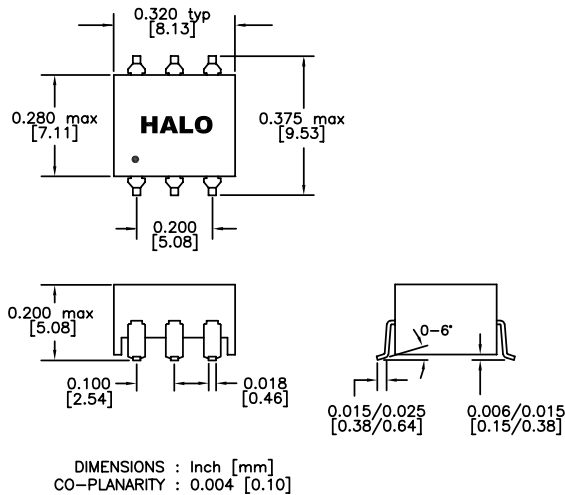 0.320 typ
[8.13]
0.280 max
[7.11]
HALO
0.375 max
[9.53]
0.200
[5.08]
0.200 max
[5.08]
0-6°
0.100
[2.54]
0.018
[0.46]
0.015/0.025
[0.38/0.64]
0.006/0.015
[0.15/0.38]
DIMENSIONS : Inch [mm]
CO-PLANARITY : 0.004 [0.10]